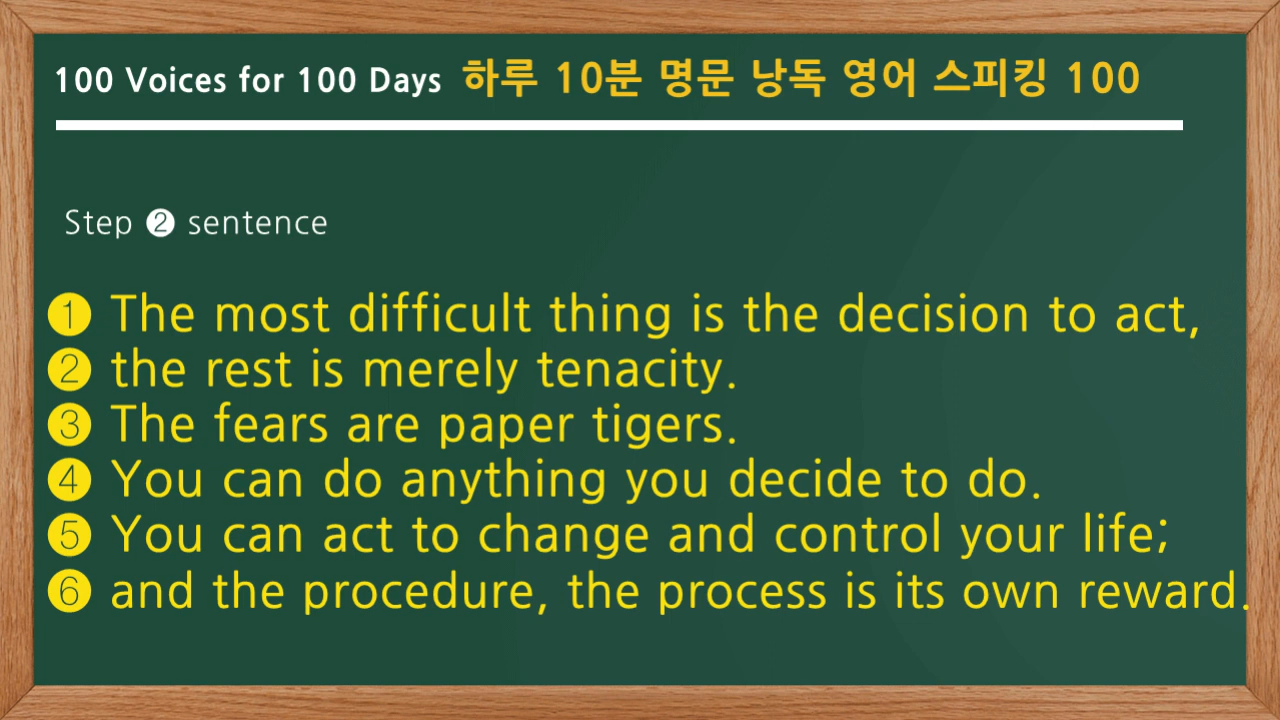 100 Voices for 100 Days 하루 10분 명문 낭독 영어 스피킹 100
Step ❷ sentence
① The most difficult thing is the decision to act,
② the rest is merely tenacity.
③ The fears are paper tigers.
④ You can do anything you decide to do.
⑤ You can act to change and control your life;
⑥ and the procedure, the process is its own reward.